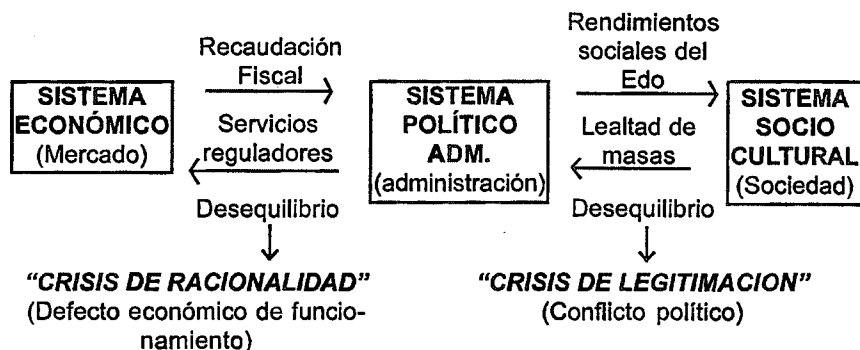 SISTEMA
ECONÓMICO
(Mercado)
Recaudación
Fiscal
Servicios
reguladores
Desequilibrio
SISTEMA
POLÍTICO
ADM.
(administración)
Rendimientos
sociales del
Edo
Lealtad de
masas
Desequilibrio
SISTEMA
SOCIO
CULTURAL
(Sociedad)
“CRISIS DE RACIONALIDAD”
(Defecto económico de funcio-
namiento)
“CRISIS DE LEGITIMACION”
(Conflicto político)